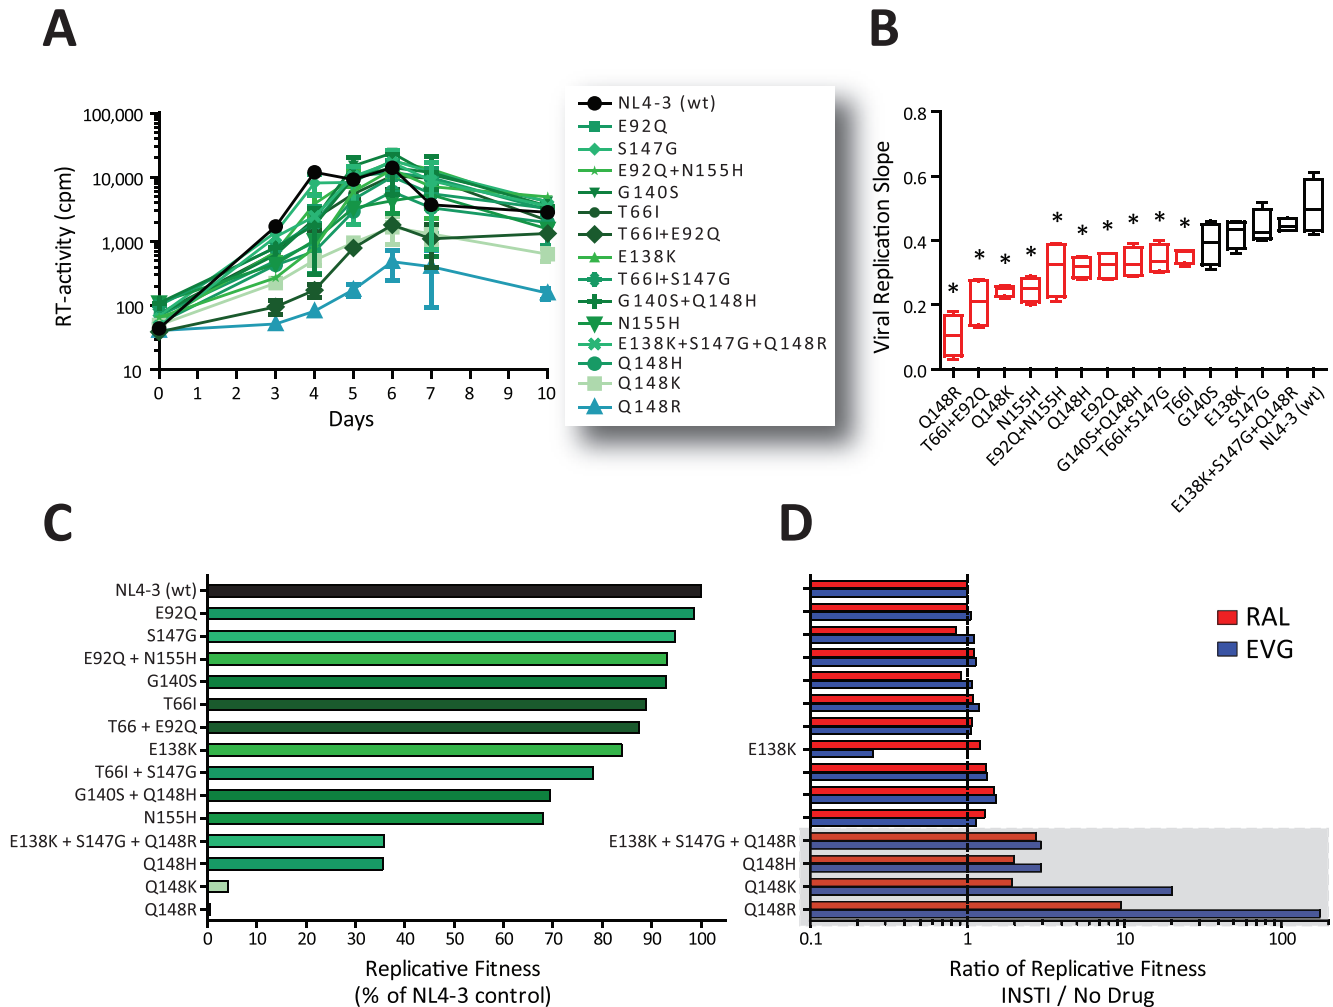 A
B
RT-activity (cpm)
100,000
10,000
1,000
100
10
0
1
2
3
4
5
6
7
10
Days
NL4-3 (wt)
E92Q
S147G
E92Q+N155H
G140S
T66I
T66I+E92Q
E138K
T66I+S147G
G140S+Q148H
N155H
E138K+S147G+Q148R
Q148H
Q148K
Q148R
Viral Replication Slope
0.8
0.6
0.4
0.2
0.0
* * * * * * * * * *
Q148R
T66I+E92Q
Q148K
N155H
E92Q+N155H
Q148H
E92Q
G140S+Q148H
T66I+S147G
T66I
G140S
E138K
S147G
E138K+S147G+Q148R
NL4-3 (wt)
C
NL4-3 (wt)
E92Q
S147G
E92Q + N155H
G140S
T66I
T66 + E92Q
E138K
T66I + S147G
G140S + Q148H
N155H
E138K + S147G + Q148R
Q148H
Q148K
Q148R
0 10 20 30 40 50 60 70 80 90 100
Replicative Fitness
(% of NL4-3 control)
D
RAL
EVG
E138K
E138K + S147G + Q148R
Q148H
Q148K
Q148R
0.1 1 10 100
Ratio of Replicative Fitness
INSTI / No Drug